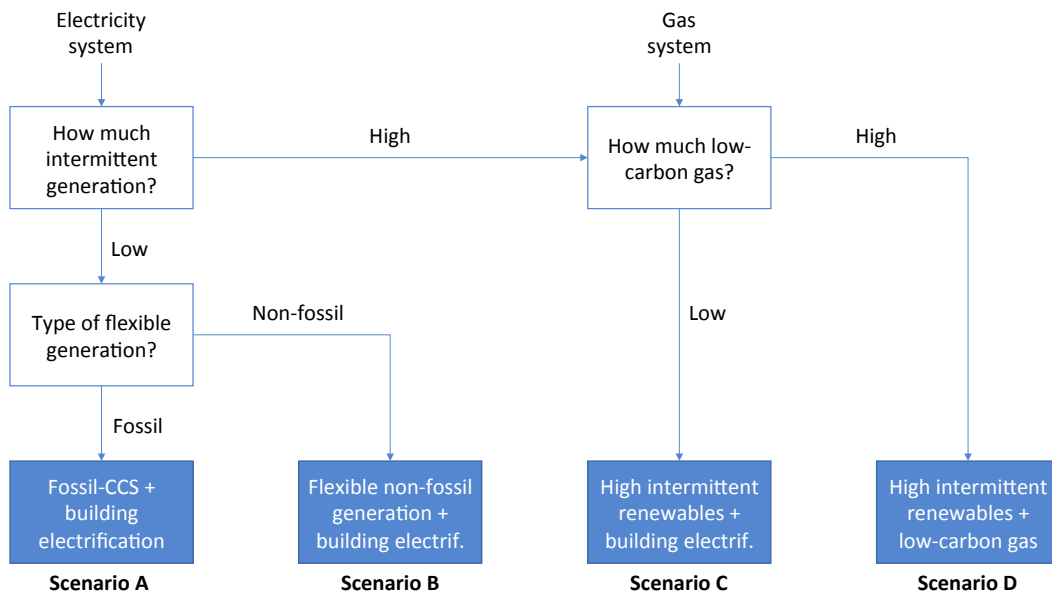 Electricity
system
Gas
system
How much
intermittent
generation?
High
How much low-
carbon gas?
High
Low
Type of flexible
generation?
Non-fossil
Low
Fossil
Fossil-CCS +
building
electrification
Flexible non-fossil
generation +
building electrif.
High intermittent
renewables +
building electrif.
High intermittent
renewables +
low-carbon gas
Scenario A
Scenario B
Scenario C
Scenario D